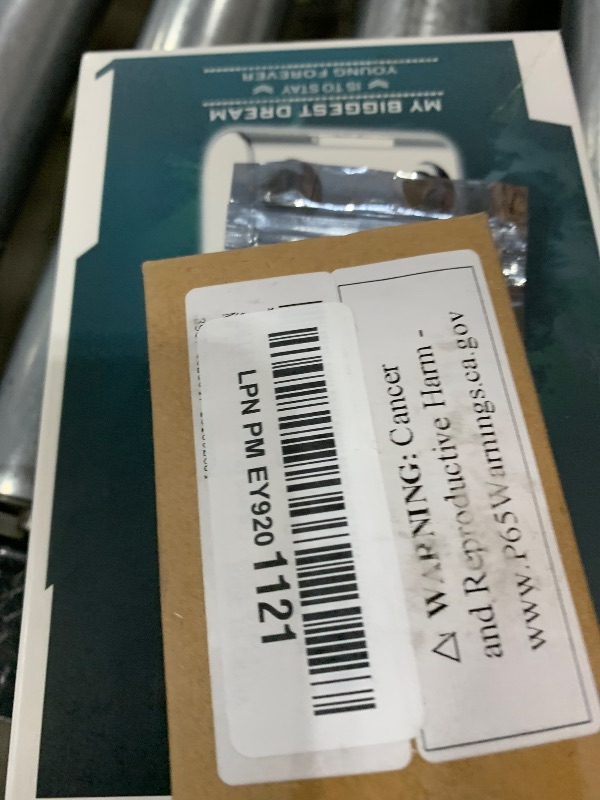 MY BIGGEST DREAM
IS TO STAY
YOUNG FOREVER
LPN PM EY920 1121
⚠ WARNING: Cancer
and Reproductive Harm -
www.P65Warnings.ca.gov